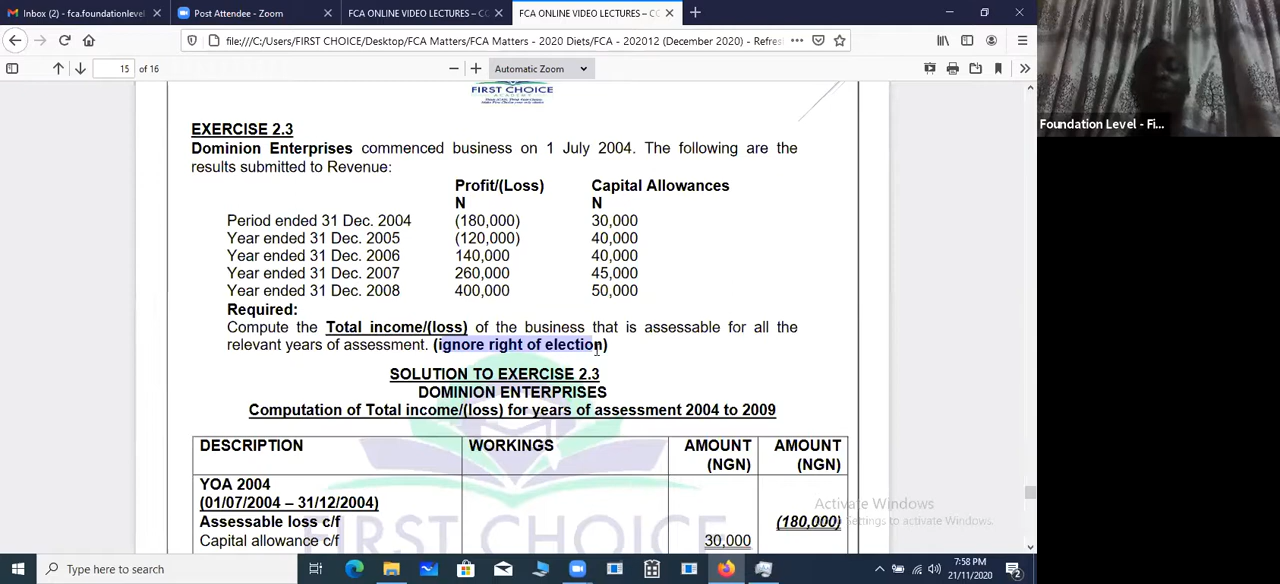 Inbox (1) - fca.foundationlevel
Post Attendee - Zoom
FCA ONLINE VIDEO LECTURES – CC
FCA ONLINE VIDEO LECTURES – CC
file:///C:/Users/FIRST CHOICE/Desktop/FCA Matters/FCA Matters - 2020 Diets/FCA - 202012 (December 2020) - Refres
15 of 16
Automatic Zoom
FIRST CHOICE
EXERCISE 2.3
Dominion Enterprises commenced business on 1 July 2004. The following are the
results submitted to Revenue:
Profit/(Loss) Capital Allowances
N N
Period ended 31 Dec. 2004 (180,000) 30,000
Year ended 31 Dec. 2005 (120,000) 40,000
Year ended 31 Dec. 2006 140,000 40,000
Year ended 31 Dec. 2007 260,000 45,000
Year ended 31 Dec. 2008 400,000 50,000
Required:
Compute the Total income/(loss) of the business that is assessable for all the
relevant years of assessment. (ignore right of election)
SOLUTION TO EXERCISE 2.3
DOMINION ENTERPRISES
Computation of Total income/(loss) for years of assessment 2004 to 2009
DESCRIPTION WORKINGS AMOUNT AMOUNT
(NGN) (NGN)
YOA 2004
(01/07/2004 – 31/12/2004)
Assessable loss c/f (180,000)
Capital allowance c/f 30,000
FIRST CHOICE
Activate Windows
Settings to activate Windows.
Foundation Level - Fi...
Type here to search
7:58 PM
21/11/2020
2